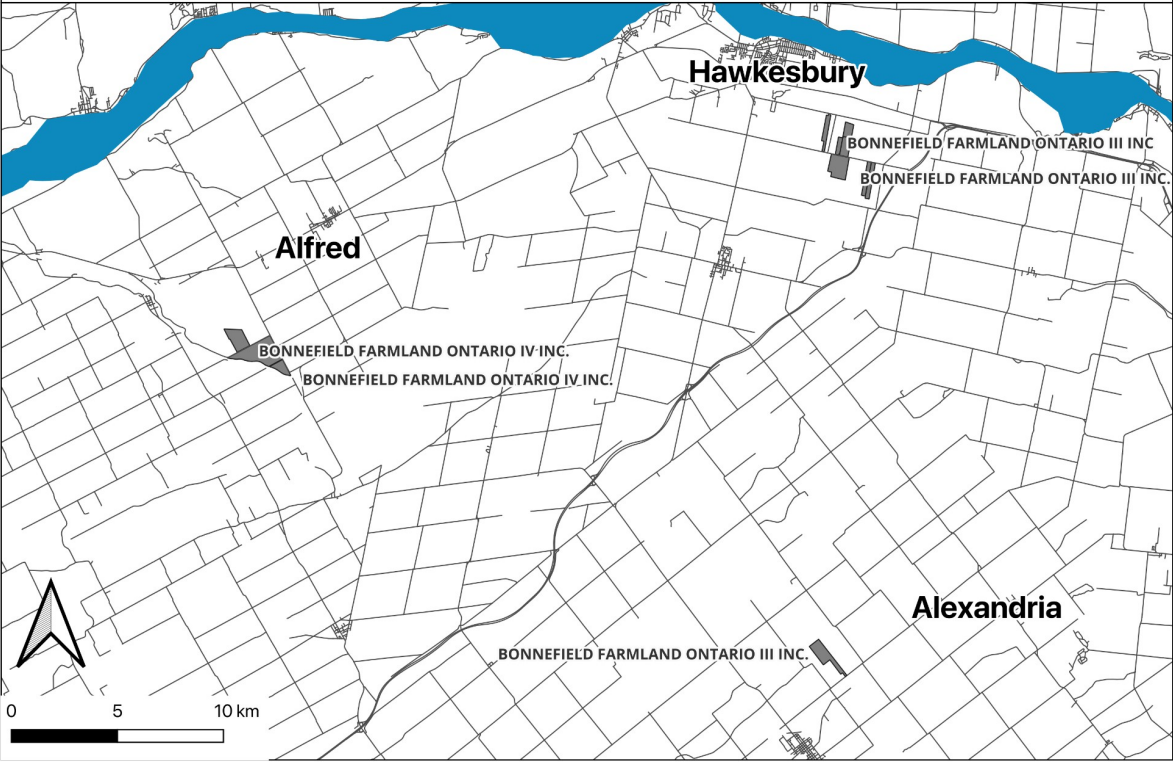 Hawkesbury
BONNEFIELD FARMLAND ONTARIO III INC
BONNEFIELD FARMLAND ONTARIO III INC.
Alfred
BONNEFIELD FARMLAND ONTARIO IV INC.
BONNEFIELD FARMLAND ONTARIO IV INC.
Alexandria
BONNEFIELD FARMLAND ONTARIO III INC.
0 5 10 km